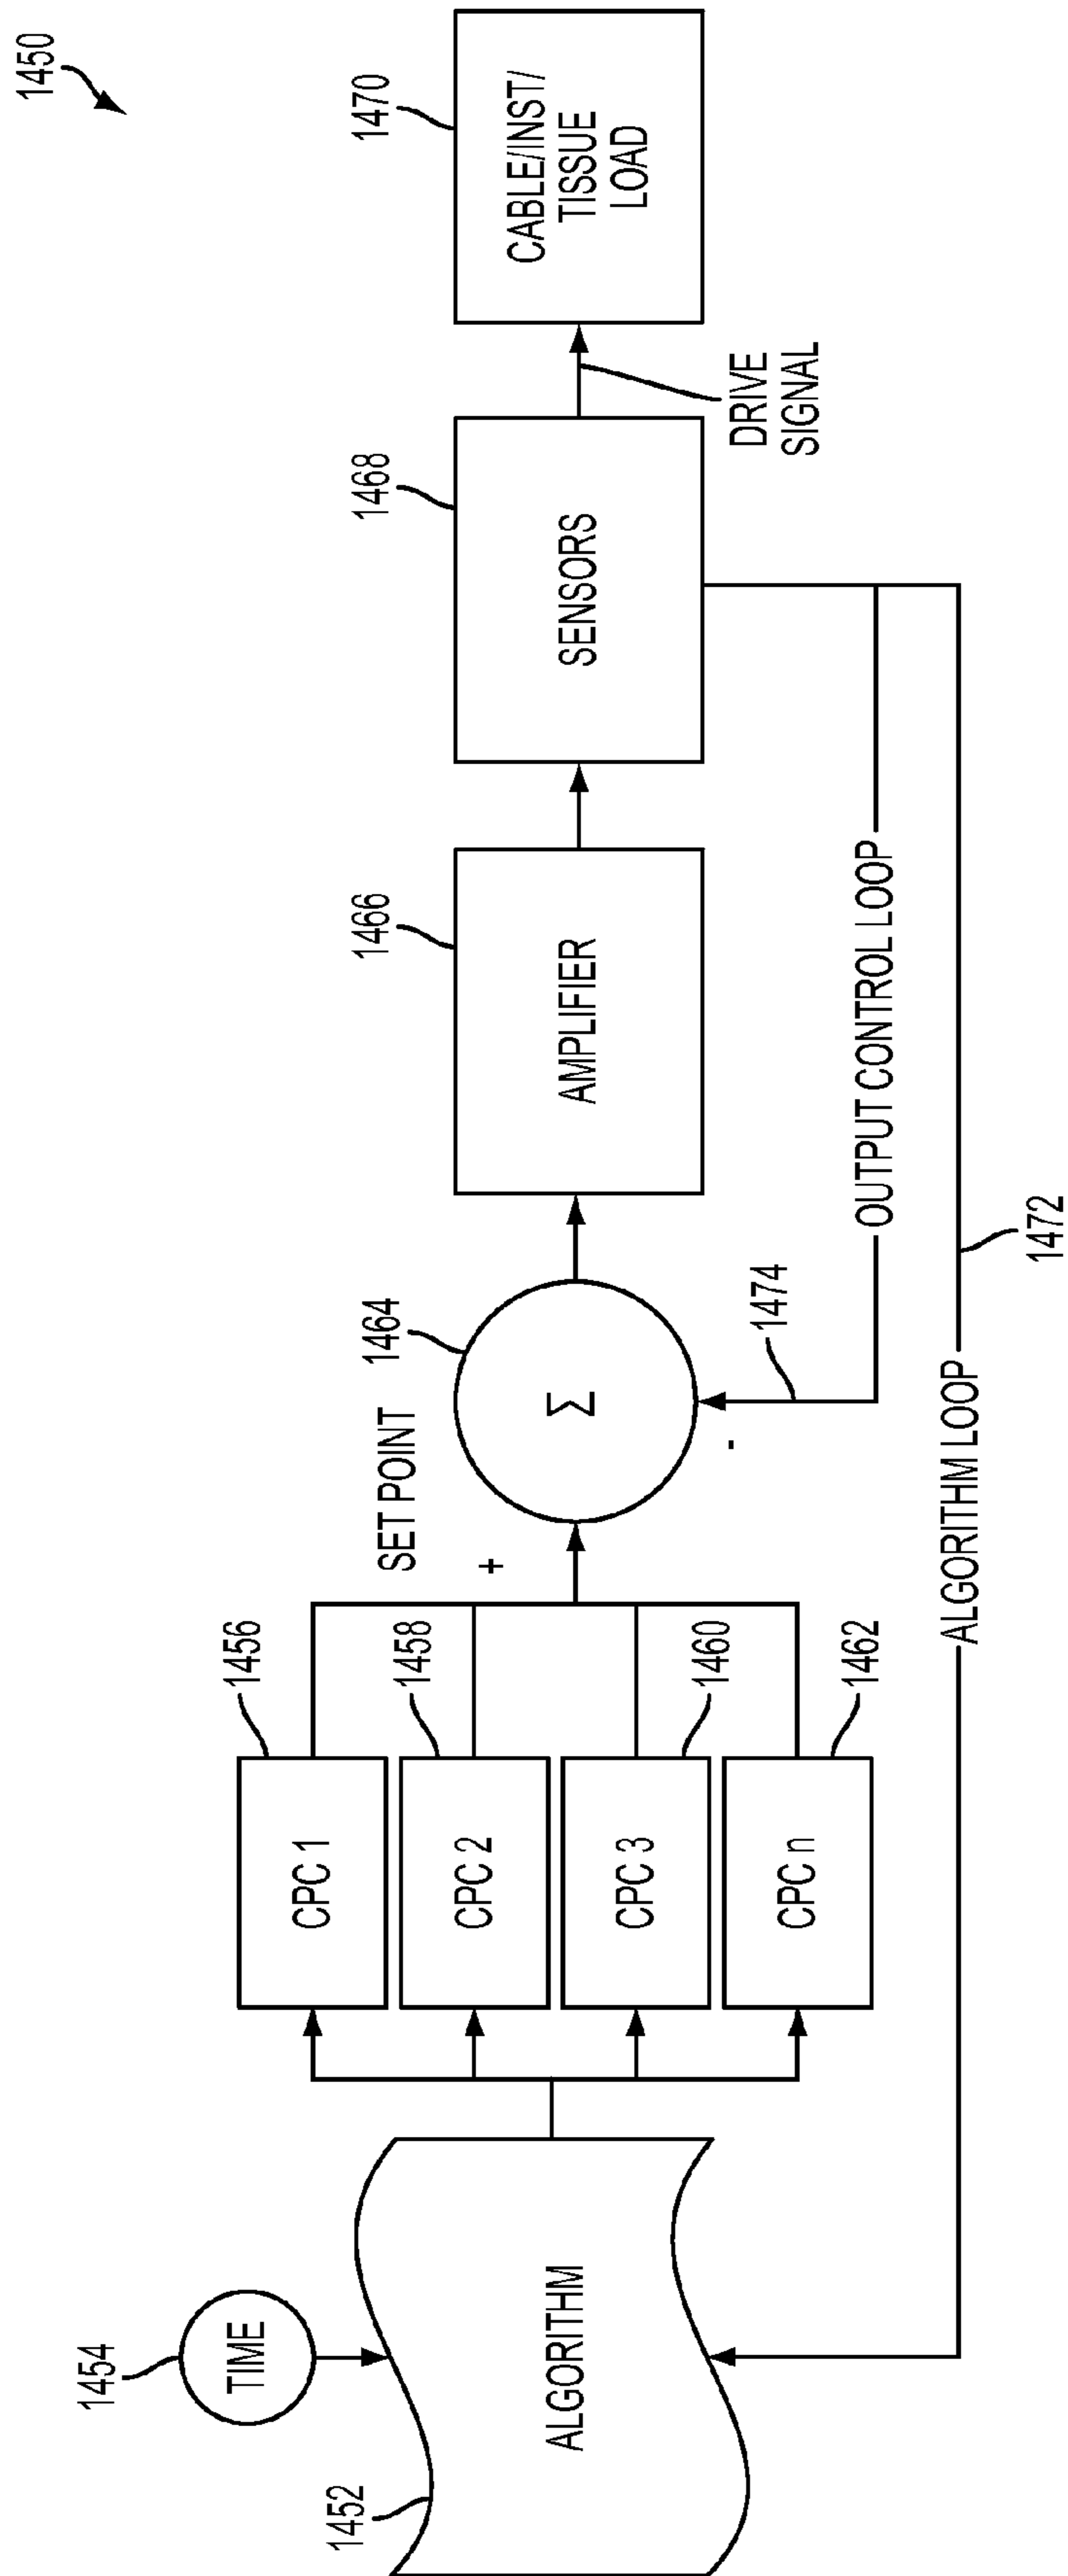 1450
1452
1454
TIME
ALGORITHM
CPC 1
1456
CPC 2
1458
CPC 3
1460
CPC n
1462
SET POINT
+
-
Σ
1464
AMPLIFIER
1466
SENSORS
1468
DRIVE
SIGNAL
CABLE/INST/
TISSUE
LOAD
1470
1474
OUTPUT CONTROL LOOP
ALGORITHM LOOP
1472